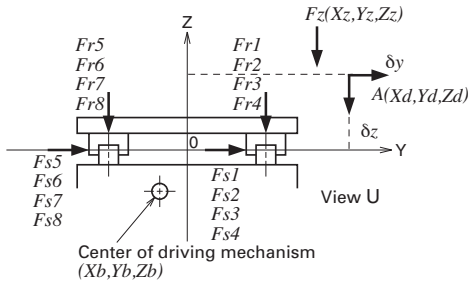 Fz(Xz,Yz,Zz)
Z
Fr5
Fr6
Fr7
Fr8
Fr1
Fr2
Fr3
Fr4
δy
A(Xd,Yd,Zd)
δz
0
Y
Fs5
Fs6
Fs7
Fs8
Fs1
Fs2
Fs3
Fs4
View U
Center of driving mechanism
(Xb,Yb,Zb)